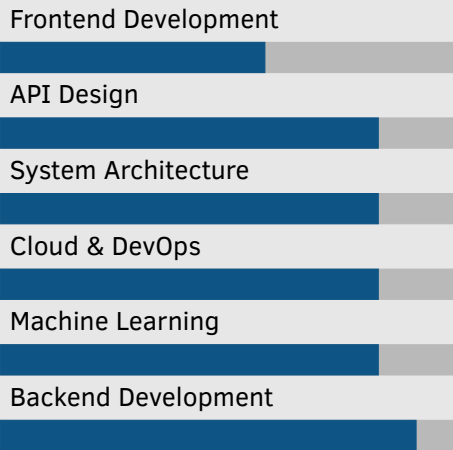 Frontend Development
API Design
System Architecture
Cloud & DevOps
Machine Learning
Backend Development